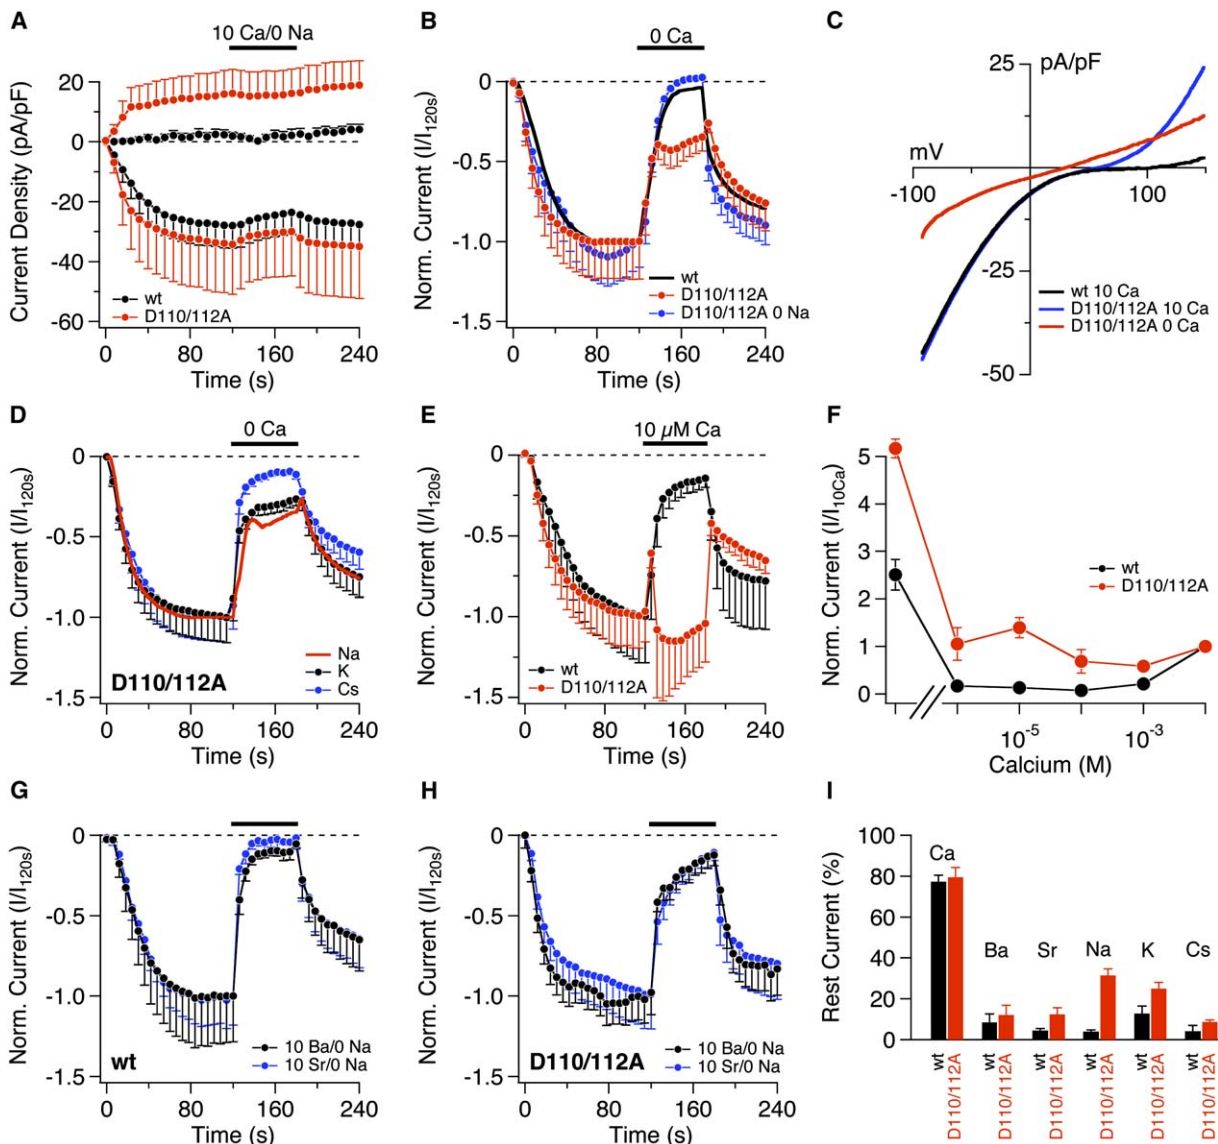 A
10 Ca/0 Na
Current Density (pA/pF)
20
0
-20
-40
-60
wt
D110/112A
0
80
160
240
Time (s)
B
0 Ca
Norm. Current (I/I120s)
0
-0.5
-1.0
-1.5
wt
D110/112A
D110/112A 0 Na
0
80
160
240
Time (s)
C
25
pA/pF
mV
-100
100
-25
-50
wt 10 Ca
D110/112A 10 Ca
D110/112A 0 Ca
D
0 Ca
Norm. Current (I/I120s)
0
-0.5
-1.0
-1.5
Na
K
Cs
D110/112A
0
80
160
240
Time (s)
E
10 µM Ca
Norm. Current (I/I120s)
0
-0.5
-1.0
-1.5
wt
D110/112A
0
80
160
240
Time (s)
F
Norm. Current (I/I10Ca)
5
4
3
2
1
0
wt
D110/112A
10-5
10-3
Calcium (M)
G
Norm. Current (I/I120s)
0
-0.5
-1.0
-1.5
wt
10 Ba/0 Na
10 Sr/0 Na
0
80
160
240
Time (s)
H
Norm. Current (I/I120s)
0
-0.5
-1.0
-1.5
D110/112A
10 Ba/0 Na
10 Sr/0 Na
0
80
160
240
Time (s)
I
Rest Current (%)
100
80
60
40
20
0
Ca
Ba
Sr
Na
K
Cs
wt
D110/112A
wt
D110/112A
wt
D110/112A
wt
D110/112A
wt
D110/112A
wt
D110/112A